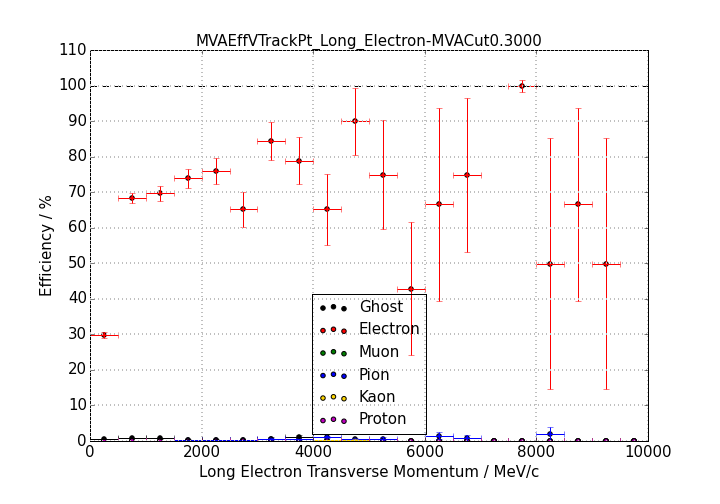 MVAEffVTrackPt_Long_Electron-MVACut0.3000
110
100
90
80
70
60
50
40
30
20
10
0
Efficiency / %
Ghost
Electron
Muon
Pion
Kaon
Proton
0 2000 4000 6000 8000 10000
Long Electron Transverse Momentum / MeV/c